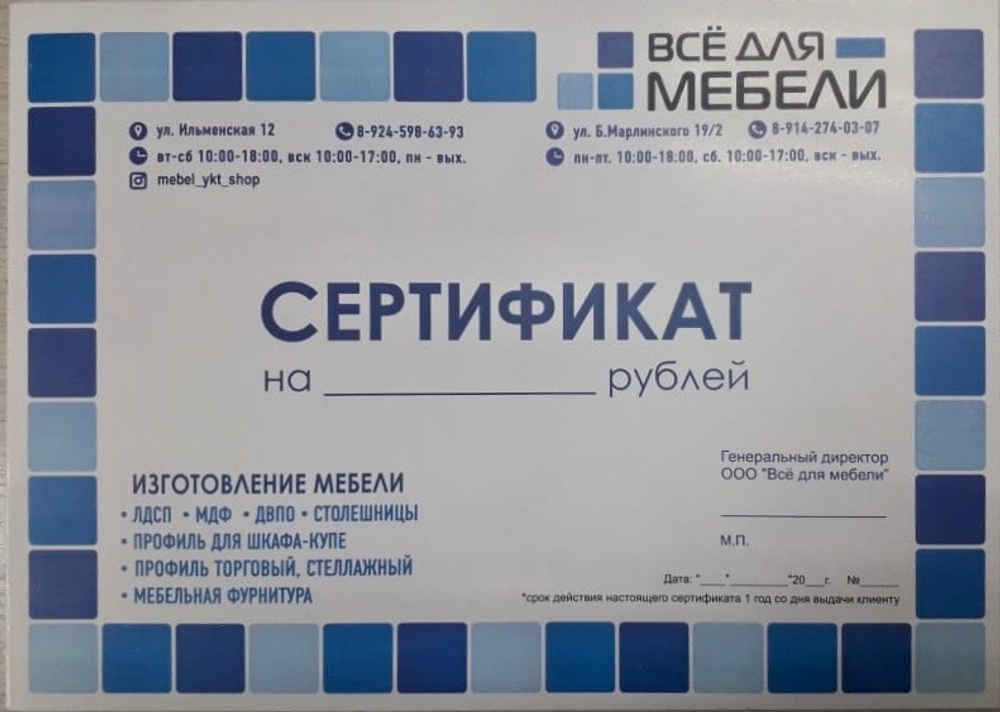 ВСЁ ДЛЯ
МЕБЕЛИ
ул. Ильменская 12 8-924-598-63-93
вт-сб 10:00-18:00, вск 10:00-17:00, пн - вых.
mebel_ykt_shop
ул. Б.Марлинского 19/2 8-914-274-03-07
пн-пт. 10:00-18:00, сб. 10:00-17:00, вск - вых.
СЕРТИФИКАТ
на ____________ рублей
ИЗГОТОВЛЕНИЕ МЕБЕЛИ
• ЛДСП • МДФ • ДВПО • СТОЛЕШНИЦЫ
• ПРОФИЛЬ ДЛЯ ШКАФА-КУПЕ
• ПРОФИЛЬ ТОРГОВЫЙ, СТЕЛЛАЖНЫЙ
• МЕБЕЛЬНАЯ ФУРНИТУРА
Генеральный директор
ООО "Всё для мебели"
М.П.
Дата: "____"__________"20___г. №______
*срок действия настоящего сертификата 1 год со дня выдачи клиенту